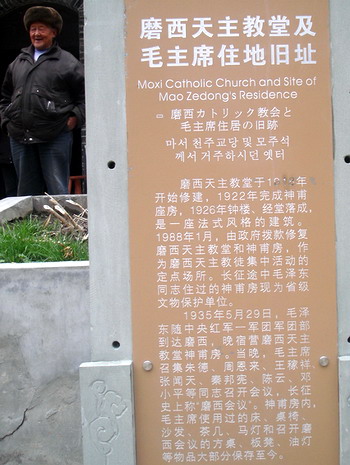 磨西天主教堂及
毛主席住地旧址
Moxi Catholic Church and Site of
Mao Zedong's Residence
磨西カトリック教会と
毛主席住居の旧跡
마서 천주교당 및 모주석
께서 거주하시던 옛터
磨西天主教堂于
开始修建，1922年完成神甫
座房，1926年钟楼、经堂落成，
是一座法式风格的建筑。
1988年1月，由政府拨款修复
磨西天主教堂和神甫房，作
为磨西天主教徒集中活动的
定点场所。长征途中毛泽东
同志住过的神甫房现为省级
文物保护单位。
1935年5月29日，毛泽
东随中央红军一军团军团部
到达磨西，晚宿营磨西天主
教堂神甫房。当晚，毛主席
召集朱德、周恩来、王稼祥、
张闻天、秦邦宪、陈云、邓
小平等同志召开会议，长征
史上称“磨西会议”。神甫房内，
毛主席使用过的床、桌椅、
沙发、茶几、马灯和召开磨
西会议的方桌、板凳、油灯
等物品大部分保存至今。